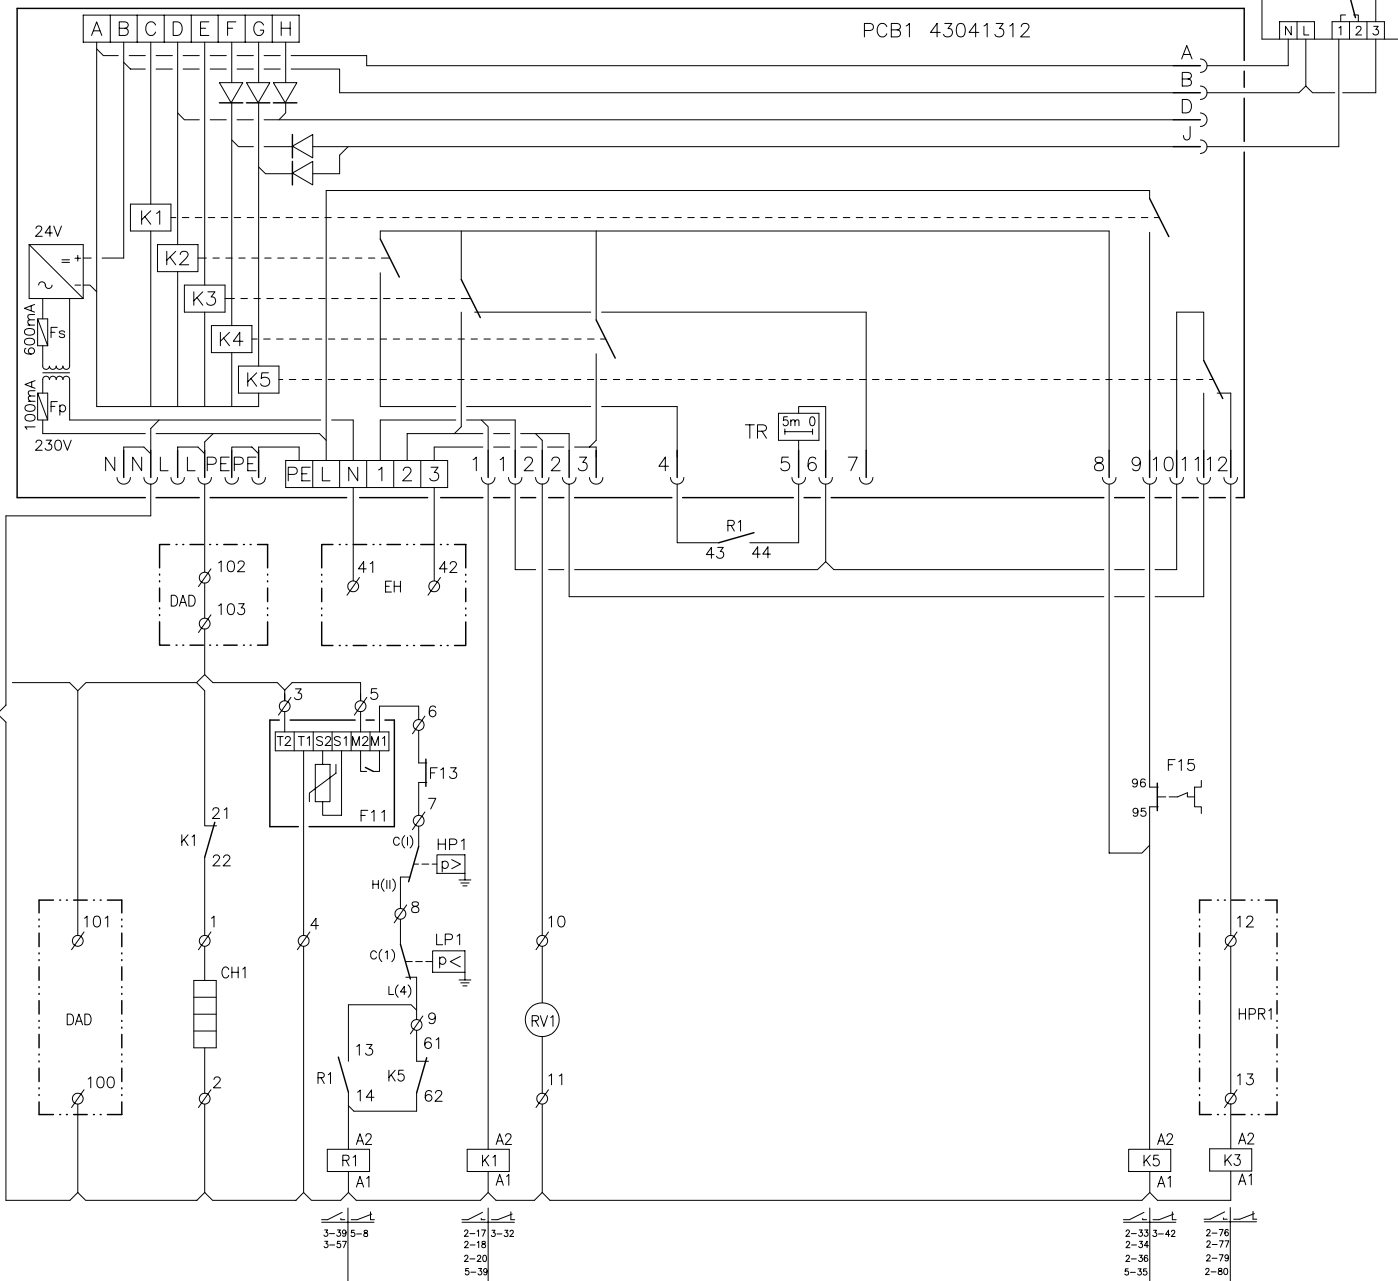 A B C D E F G H
PCB1 43041312
N L 1 2 3
A
B
D
J
K1
24V
=+
~
K2
K3
600mA
Fs
K4
K5
100mA
Fp
230V
TR
5m 0
N N L L PE PE
PE L N 1 2 3
1 1 2 2 3 4 5 6 7 8 9 10 11 11 12
R1
43 44
102
DAD
103
41 EH 42
3 5 6
T2 T1 S2 S1 M2 M1
F13
F11
7
96 F15
95
21
K1
22
C(I) HP1
p>
H(II)
8
101
1
4
C(1) LP1
p<
L(4)
10
12
CH1
9
DAD
RV1
HPR1
13 61
R1 K5
14 62
100
2
11
13
A2 A2 A2 A2
R1 K1 K5 K3
A1 A1 A1 A1
3-39 5-8
3-57
2-17 3-32
2-18
2-20
5-39
2-33 3-42
2-34
2-36
5-35
2-76
2-77
2-79
2-80